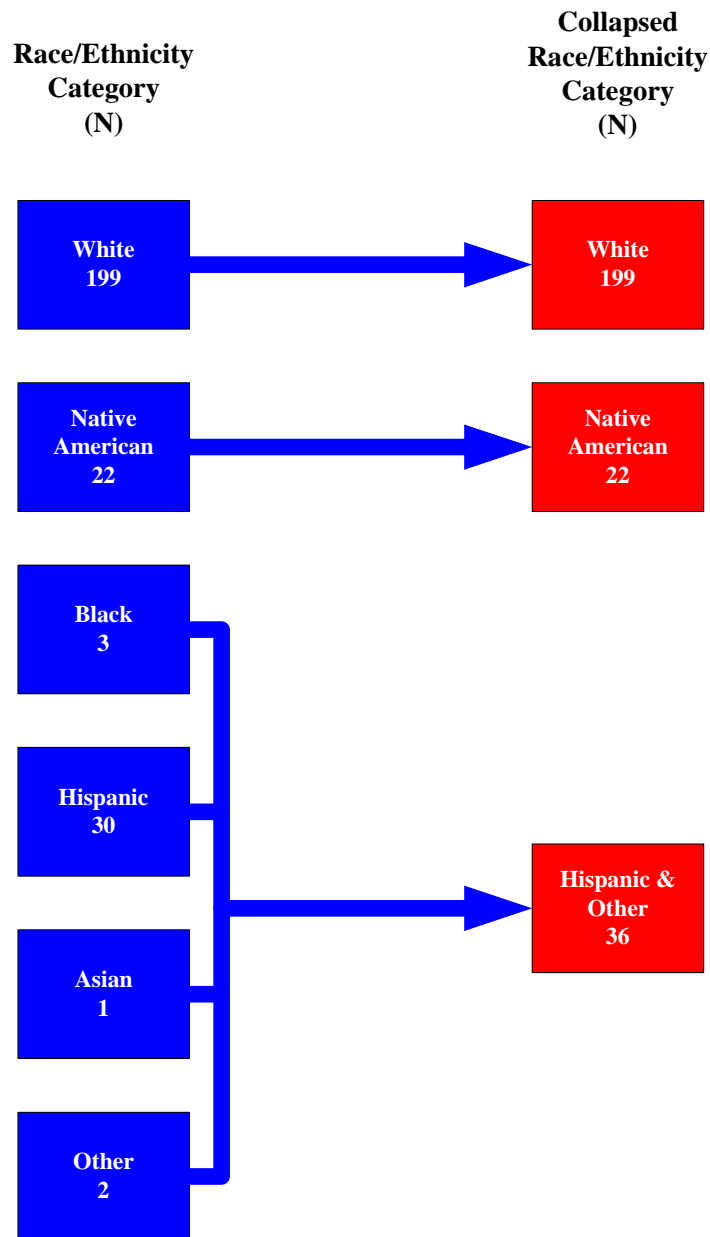 Race/Ethnicity
Category
(N)
Collapsed
Race/Ethnicity
Category
(N)
White
199
White
199
Native
American
22
Native
American
22
Black
3
Hispanic
30
Asian
1
Other
2
Hispanic &
Other
36